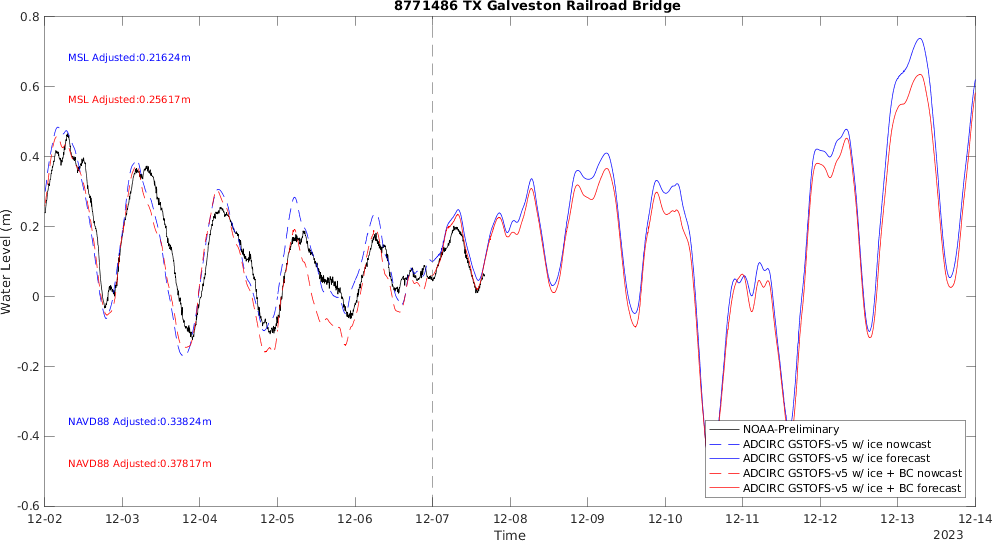 8771486 TX Galveston Railroad Bridge
0.8
0.6
0.4
0.2
0
-0.2
-0.4
-0.6
Water Level (m)
MSL Adjusted:0.21624m
MSL Adjusted:0.25617m
NAVD88 Adjusted:0.33824m
NAVD88 Adjusted:0.37817m
NOAA-Preliminary
ADCIRC GSTOFS-v5 w/ ice nowcast
ADCIRC GSTOFS-v5 w/ ice forecast
ADCIRC GSTOFS-v5 w/ ice + BC nowcast
ADCIRC GSTOFS-v5 w/ ice + BC forecast
12-02 12-03 12-04 12-05 12-06 12-07 12-08 12-09 12-10 12-11 12-12 12-13 12-14
Time
2023